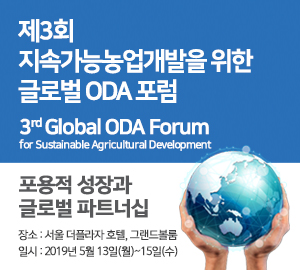 제3회
지속가능농업개발을 위한
글로벌 ODA 포럼
3rd Global ODA Forum
for Sustainable Agricultural Development
포용적 성장과
글로벌 파트너십
장소 : 서울 더플라자 호텔, 그랜드볼룸
일시 : 2019년 5월 13일(월)~15일(수)